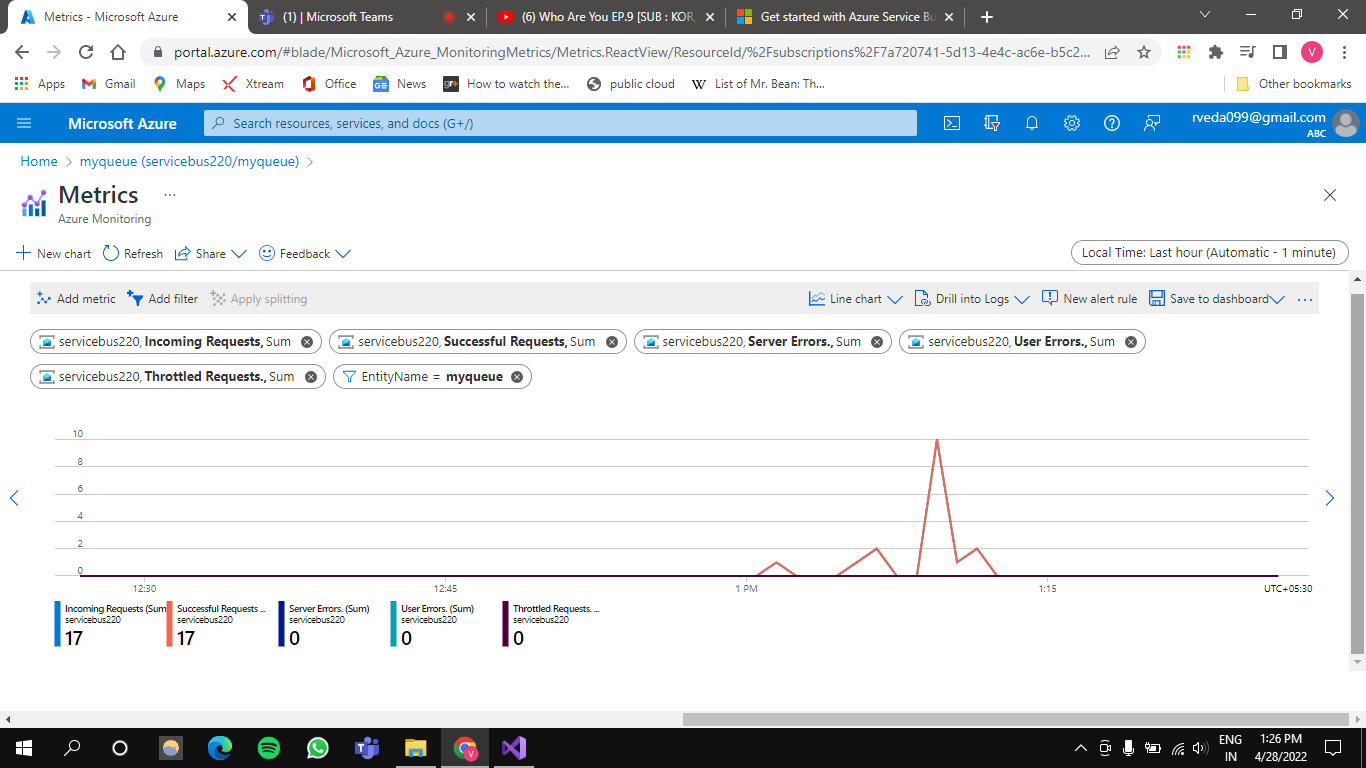 Metrics - Microsoft Azure
(1) | Microsoft Teams
(6) Who Are You EP.9 [SUB : KOR,
Get started with Azure Service Bu
portal.azure.com/#blade/Microsoft_Azure_MonitoringMetrics/Metrics.ReactView/ResourceId/%2Fsubscriptions%2F7a720741-5d13-4e4c-ac6e-b5c2...
V
Apps
Gmail
Maps
Xtream
Office
News
gr+
How to watch the...
public cloud
W
List of Mr. Bean: Th...
Other bookmarks
Microsoft Azure
Search resources, services, and docs (G+/)
rveda099@gmail.com
ABC
Home > myqueue (servicebus220/myqueue) >
Metrics ...
Azure Monitoring
New chart
Refresh
Share
Feedback
Local Time: Last hour (Automatic - 1 minute)
Add metric
Add filter
Apply splitting
Line chart
Drill into Logs
New alert rule
Save to dashboard
...
servicebus220, Incoming Requests, Sum
servicebus220, Successful Requests, Sum
servicebus220, Server Errors., Sum
servicebus220, User Errors., Sum
servicebus220, Throttled Requests., Sum
EntityName = myqueue
10
8
6
4
2
0
12:30
12:45
1 PM
1:15
UTC+05:30
Incoming Requests (Sum)
servicebus220
17
Successful Requests ...
servicebus220
17
Server Errors. (Sum)
servicebus220
0
User Errors. (Sum)
servicebus220
0
Throttled Requests. ...
servicebus220
0
V
ENG
IN
1:26 PM
4/28/2022